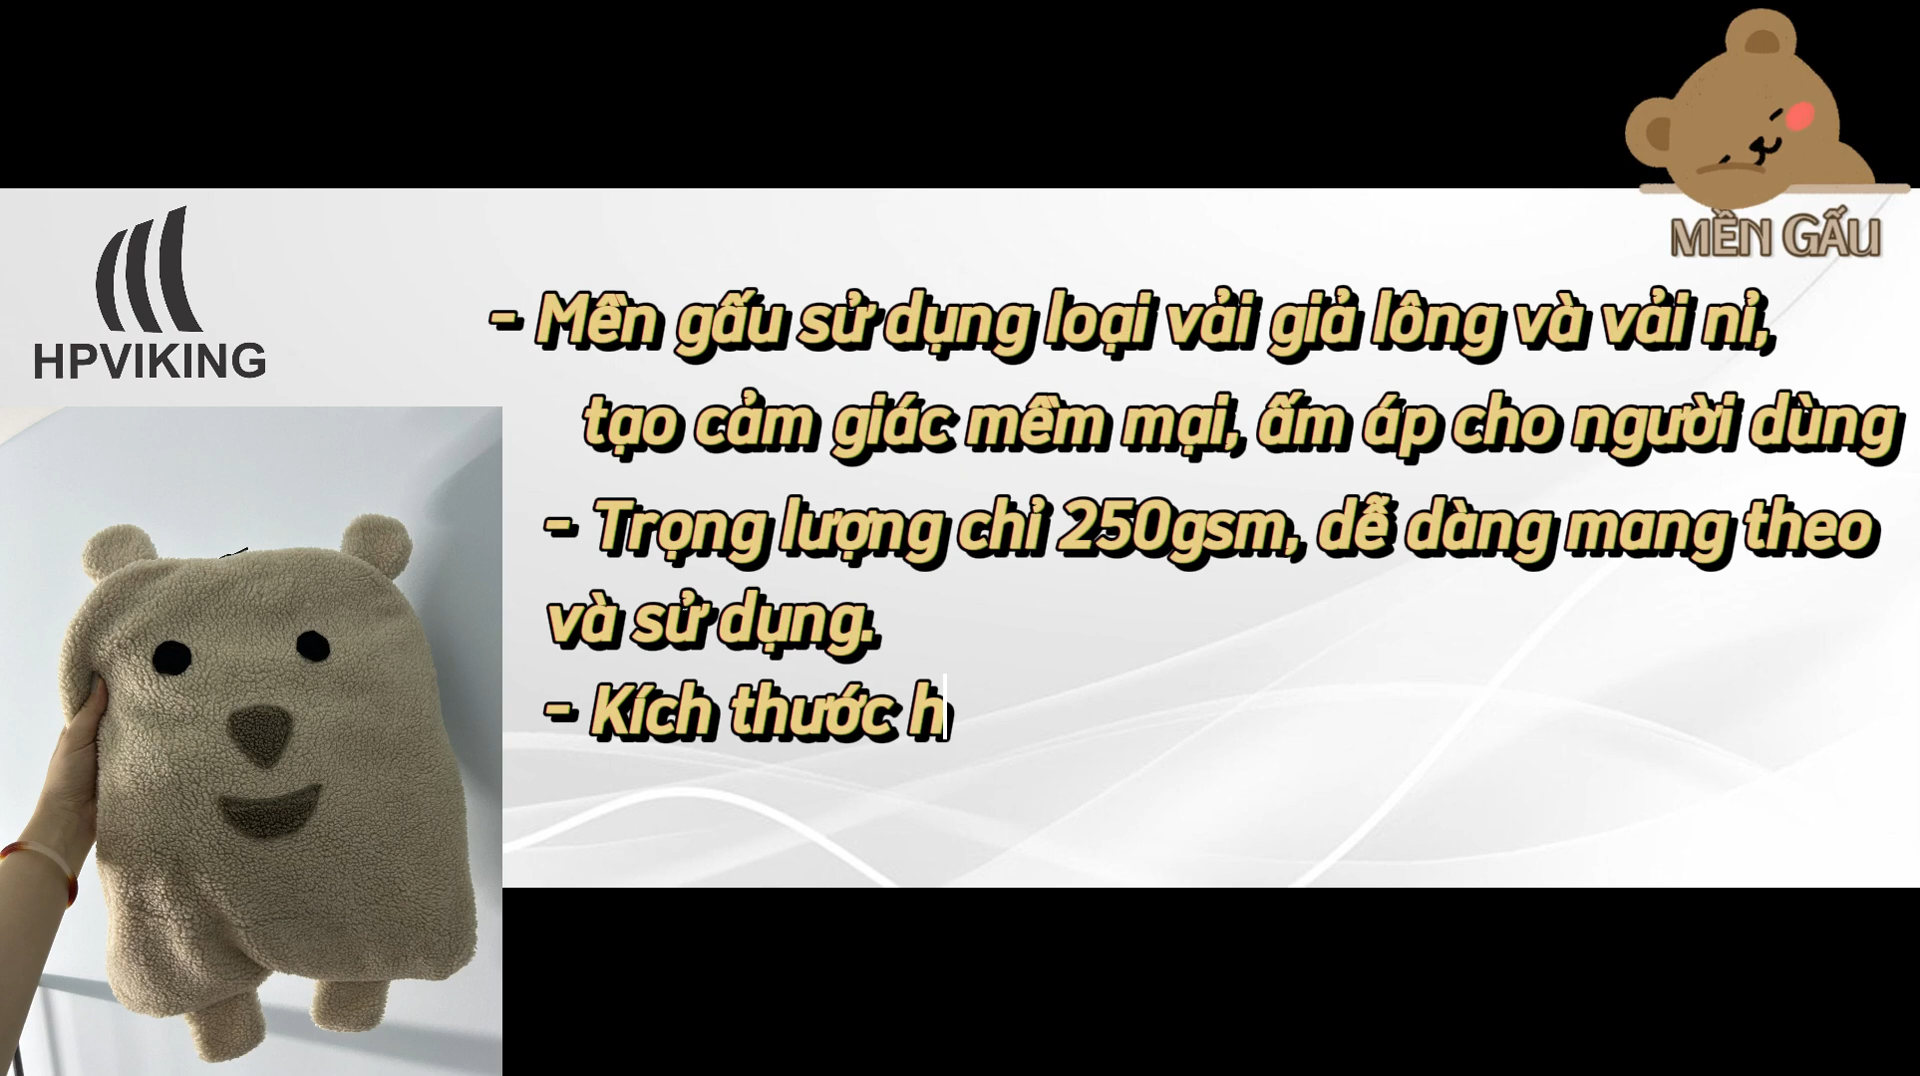 MỀN GẤU
HPVIKING
- Mền gấu sử dụng loại vải giả lông và vải nỉ,
tạo cảm giác mềm mại, ấm áp cho người dùng
- Trọng lượng chỉ 250gsm, dễ dàng mang theo
và sử dụng.
- Kích thước h